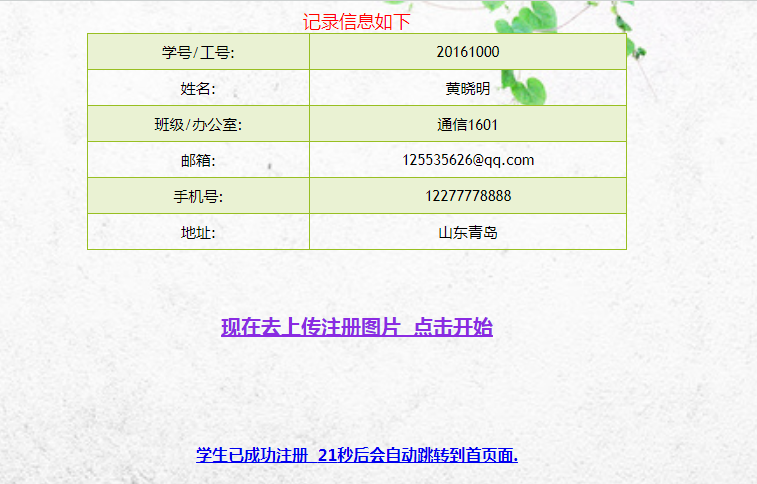 记录信息如下
学号/工号: 20161000
姓名: 黄晓明
班级/办公室: 通信1601
邮箱: 125535626@qq.com
手机号: 12277778888
地址: 山东青岛
现在去上传注册图片 点击开始
学生已成功注册 21秒后会自动跳转到首页面.